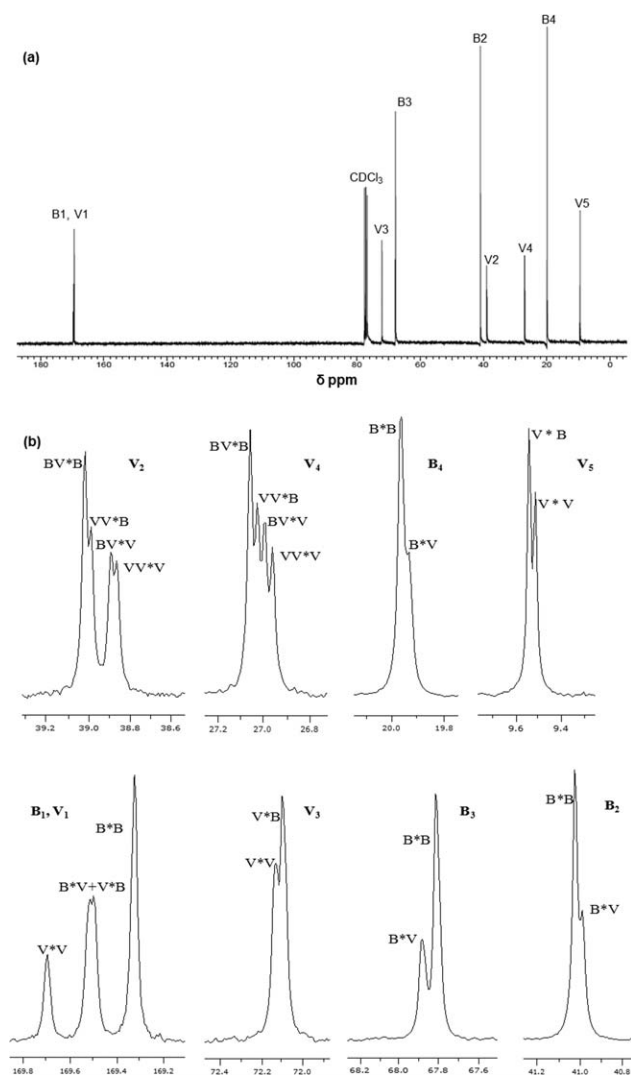 (a)
B1, V1
CDCl3
V3
B3
B2
V2
V4
B4
V5
180 160 140 120 100 80 60 40 20 0
δ ppm
(b)
BV*B
V2
VV*B
BV*V
VV*V
39.2 39.0 38.8 38.6
BV*B
V4
VV*B
BV*V
VV*V
27.2 27.0 26.8
B*B
B4
B*V
20.0 19.8
V * B
V5
V * V
9.6 9.4
B1, V1
B*B
B*V+V*B
V*V
169.8 169.6 169.4 169.2
V3
V*B
V*V
72.4 72.2 72.0
B3
B*B
B*V
68.2 68.0 67.8 67.6
B*B
B2
B*V
41.2 41.0 40.8